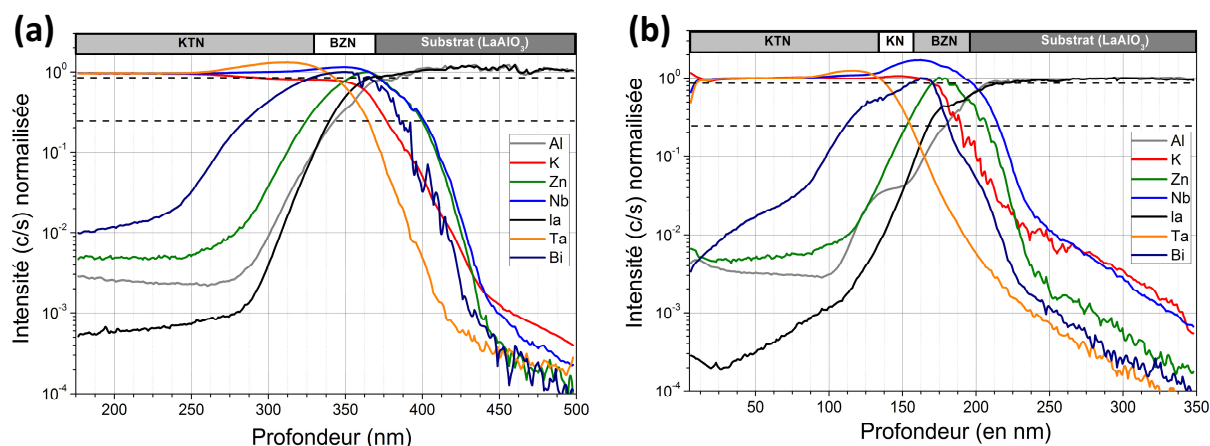 (a)
KTN BZN Substrat (LaAlO3)
Intensité (c/s) normailisée
10^0
10^-1
10^-2
10^-3
10^-4
Al
K
Zn
Nb
la
Ta
Bi
200 250 300 350 400 450 500
Profondeur (nm)
(b)
KTN KN BZN Substrat (LaAlO3)
Intensité (c/s) normalisée
10^1
10^0
10^-1
10^-2
10^-3
10^-4
Al
K
Zn
Nb
la
Ta
Bi
50 100 150 200 250 300 350
Profondeur (en nm)